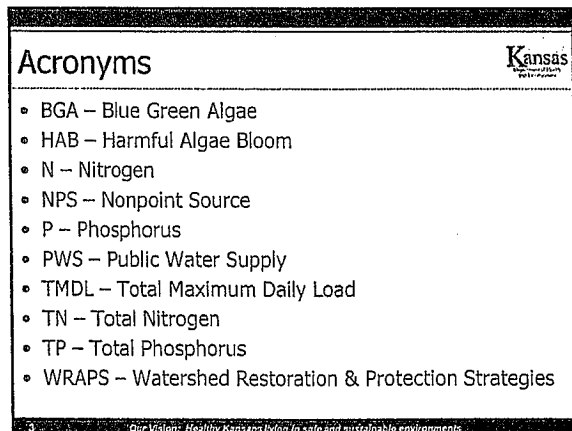 Acronyms
Kansas
• BGA – Blue Green Algae
• HAB – Harmful Algae Bloom
• N – Nitrogen
• NPS – Nonpoint Source
• P – Phosphorus
• PWS – Public Water Supply
• TMDL – Total Maximum Daily Load
• TN – Total Nitrogen
• TP – Total Phosphorus
• WRAPS – Watershed Restoration & Protection Strategies
3 Our Vision: Healthy Kansans living in safe and sustainable environments